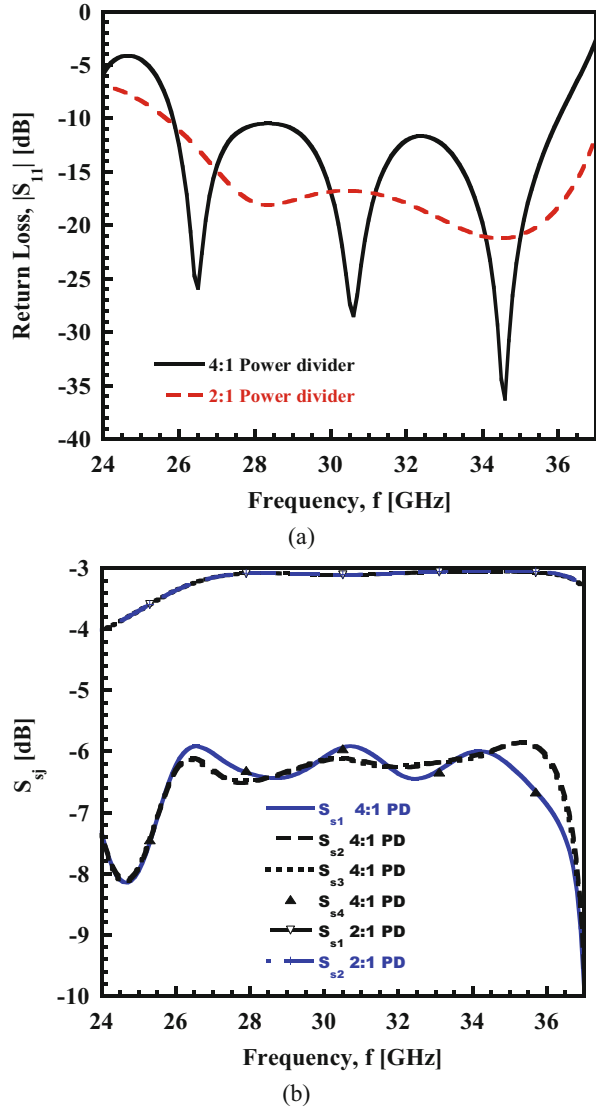 0
-5
-10
-15
-20
-25
-30
-35
-40
Return Loss, |S11| [dB]
4:1 Power divider
2:1 Power divider
24 26 28 30 32 34 36
Frequency, f [GHz]
(a)
-3
-4
-5
-6
-7
-8
-9
-10
Ssj [dB]
Ss1 4:1 PD
Ss2 4:1 PD
Ss3 4:1 PD
Ss4 4:1 PD
Ss1 2:1 PD
Ss2 2:1 PD
24 26 28 30 32 34 36
Frequency, f [GHz]
(b)